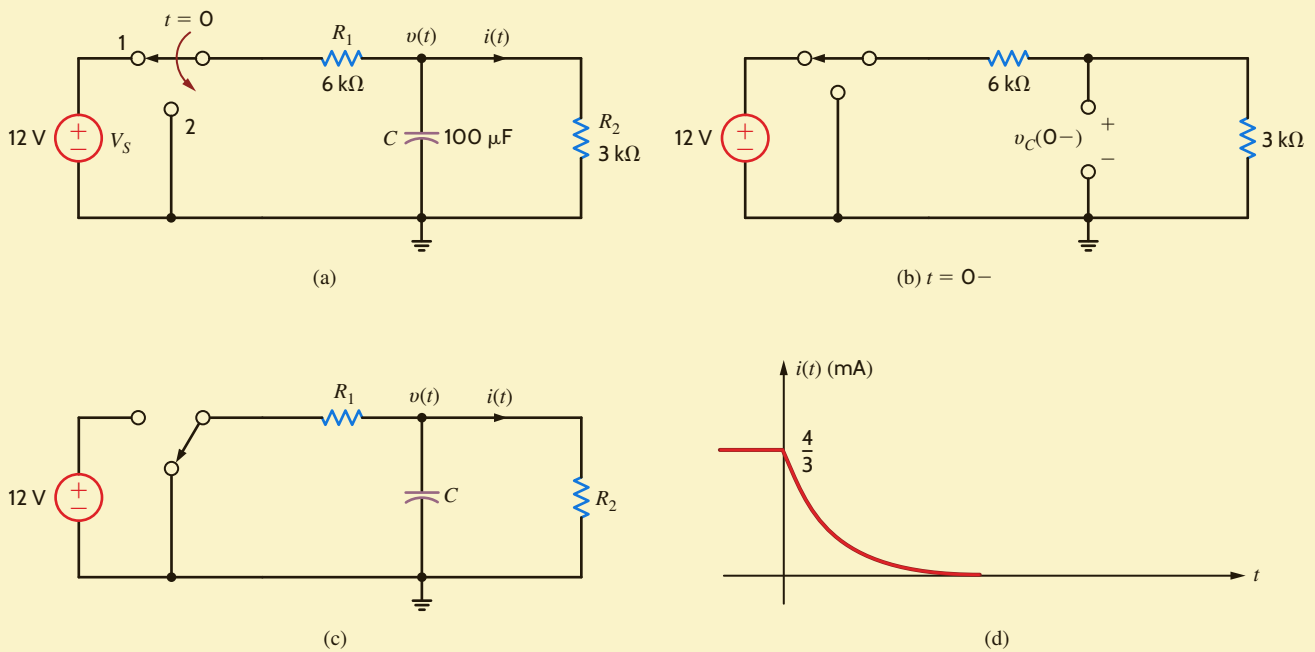 t = 0
1
R1
v(t)
i(t)
6 kΩ
2
12 V
+
−
VS
C
100 μF
R2
3 kΩ
(a)
6 kΩ
12 V
+
−
vC(0−)
+
−
3 kΩ
(b) t = 0−
R1
v(t)
i(t)
12 V
+
−
C
R2
(c)
i(t) (mA)
4
3
t
(d)